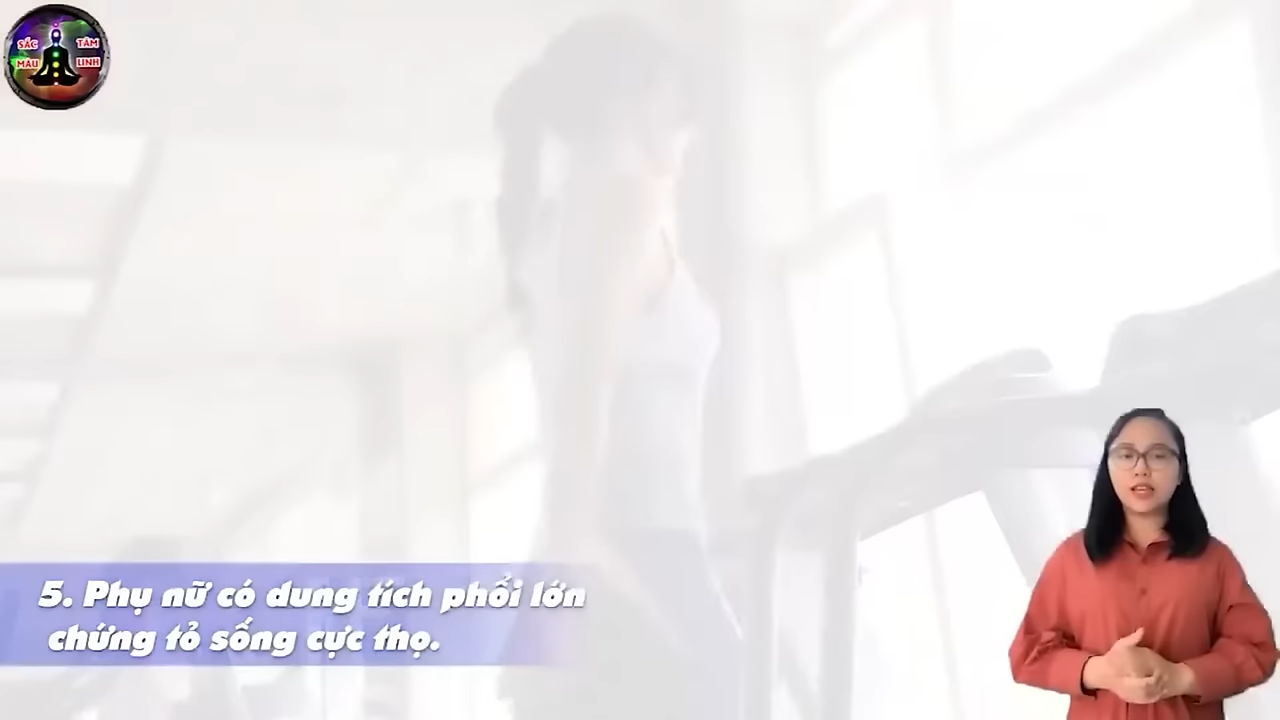 SẮC TÂM
MÀU LINH
5. Phụ nữ có dung tích phổi lớn
chứng tỏ sống cực thọ.